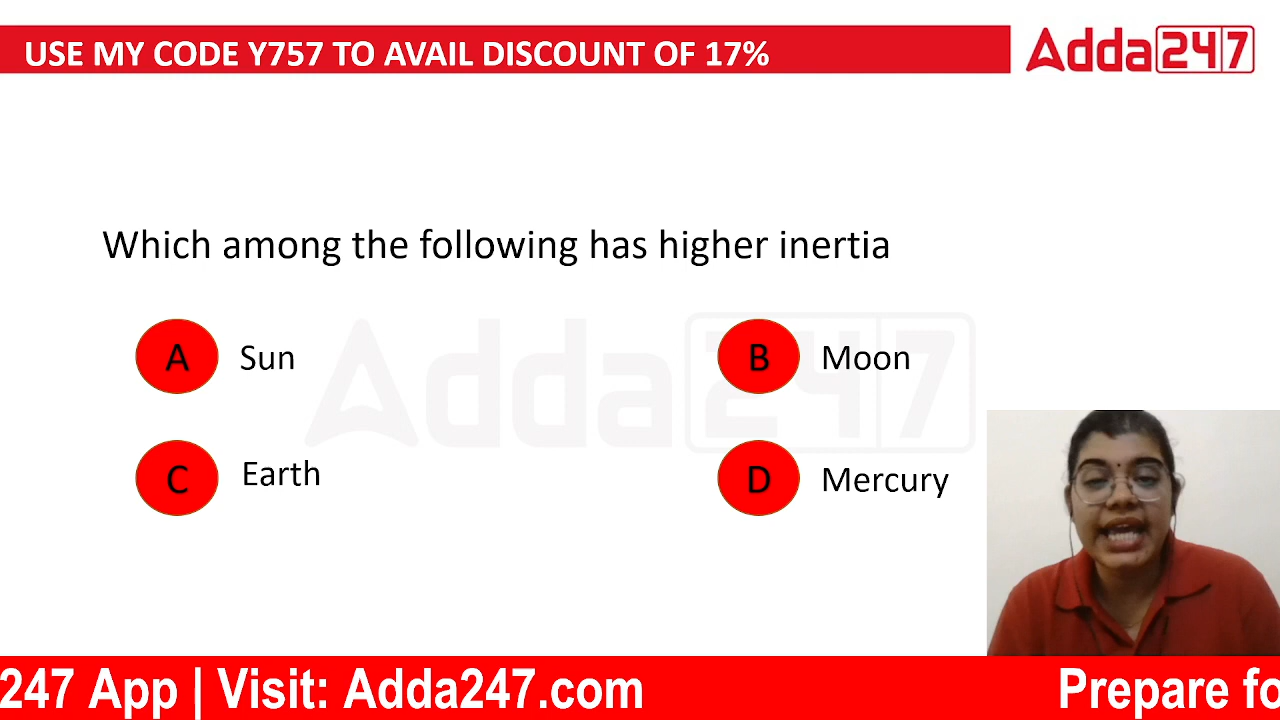 USE MY CODE Y757 TO AVAIL DISCOUNT OF 17%
Adda247
Which among the following has higher inertia
A Sun
B Moon
C Earth
D Mercury
Adda247
247 App | Visit: Adda247.com
Prepare fo